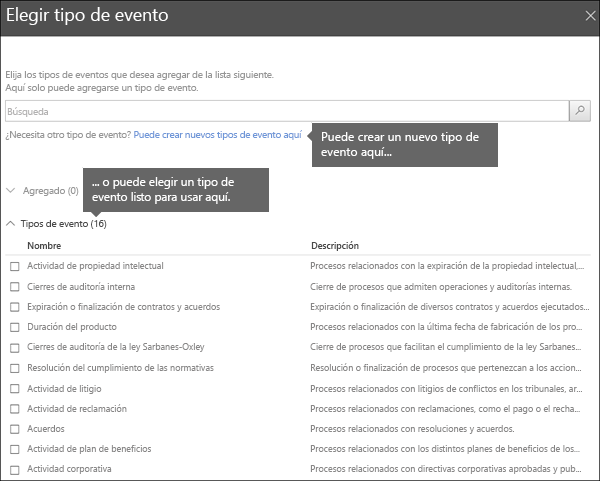 Elegir tipo de evento
Elija los tipos de eventos que desea agregar de la lista siguiente.
Aquí solo puede agregarse un tipo de evento.
Búsqueda
¿Necesita otro tipo de evento? Puede crear nuevos tipos de evento aquí
Puede crear un nuevo tipo de
evento aquí...
Agregado (0)
... o puede elegir un tipo de
evento listo para usar aquí.
Tipos de evento (16)
Nombre Descripción
Actividad de propiedad intelectual Procesos relacionados con la expiración de la propiedad intelectual,...
Cierres de auditoría interna Cierre de procesos que admiten operaciones y auditorías internas.
Expiración o finalización de contratos y acuerdos Expiración o finalización de diversos contratos y acuerdos ejecutados...
Duración del producto Procesos relacionados con la última fecha de fabricación de los pro...
Cierres de auditoría de la ley Sarbanes-Oxley Cierre de procesos que facilitan el cumplimiento de la ley Sarbanes...
Resolución del cumplimiento de las normativas Resolución o finalización de procesos que pertenezcan a los accion...
Actividad de litigio Procesos relacionados con litigios de conflictos en los tribunales, ar...
Actividad de reclamación Procesos relacionados con reclamaciones, como el pago o el recha...
Acuerdos Procesos relacionados con resoluciones y acuerdos.
Actividad de plan de beneficios Procesos relacionados con los distintos planes de beneficios de los...
Actividad corporativa Procesos relacionados con directivas corporativas aprobadas y pub...